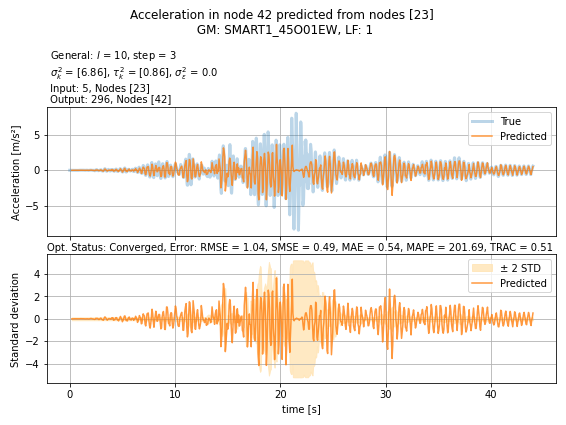 Acceleration in node 42 predicted from nodes [23]
GM: SMART1_45O01EW, LF: 1
General: l = 10, step = 3
σ²ₖ = [6.86], τ²ₖ = [0.86], σ²ε = 0.0
Input: 5, Nodes [23]
Output: 296, Nodes [42]
True
Predicted
Acceleration [m/s²]
5
0
−5
Opt. Status: Converged, Error: RMSE = 1.04, SMSE = 0.49, MAE = 0.54, MAPE = 201.69, TRAC = 0.51
± 2 STD
Predicted
Standard deviation
4
2
0
−2
−4
0 10 20 30 40
time [s]